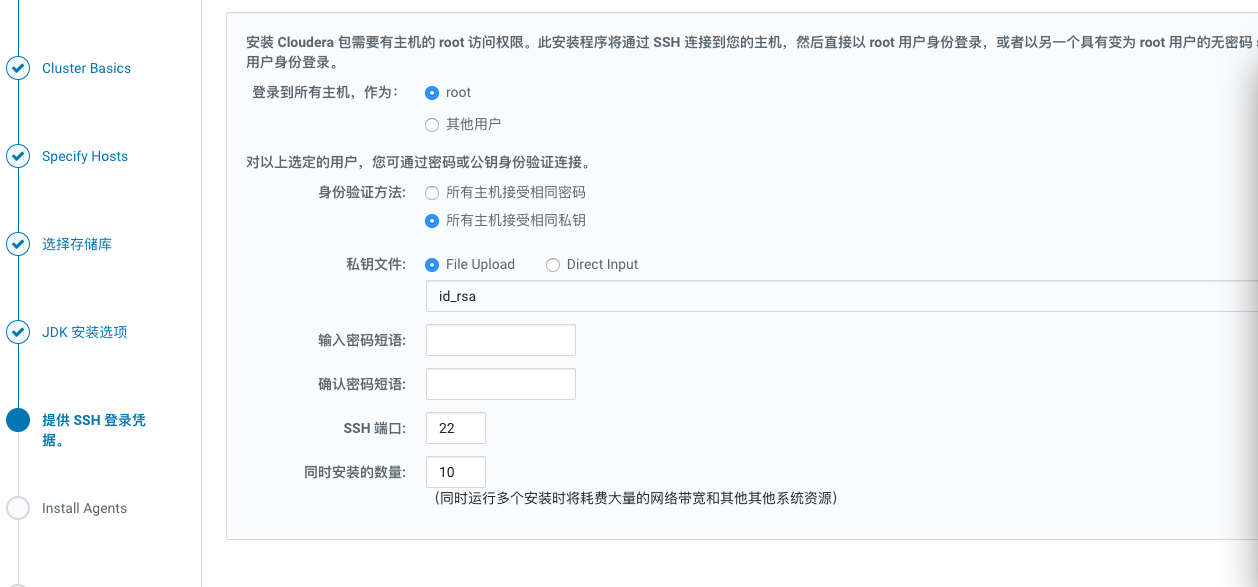 Cluster Basics
Specify Hosts
选择存储库
JDK 安装选项
提供 SSH 登录凭
据。
Install Agents
安装 Cloudera 包需要有主机的 root 访问权限。此安装程序将通过 SSH 连接到您的主机，然后直接以 root 用户身份登录，或者以另一个具有变为 root 用户的无密码
用户身份登录。
登录到所有主机，作为：
root
其他用户
对以上选定的用户，您可通过密码或公钥身份验证连接。
身份验证方法:
所有主机接受相同密码
所有主机接受相同私钥
私钥文件:
File Upload
Direct Input
id_rsa
输入密码短语:
确认密码短语:
SSH 端口:
22
同时安装的数量:
10
（同时运行多个安装时将耗费大量的网络带宽和其他其他系统资源）